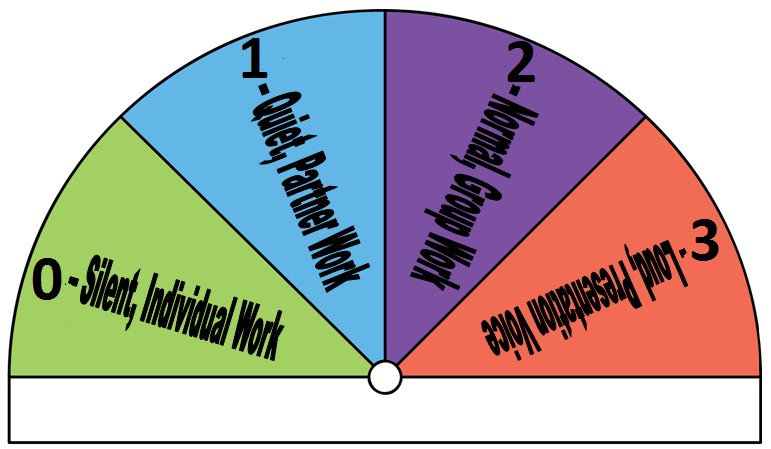 0 - Silent, Individual Work
1 - Quiet, Partner Work
2 - Normal, Group Work
3 - Loud, Presentation Voice